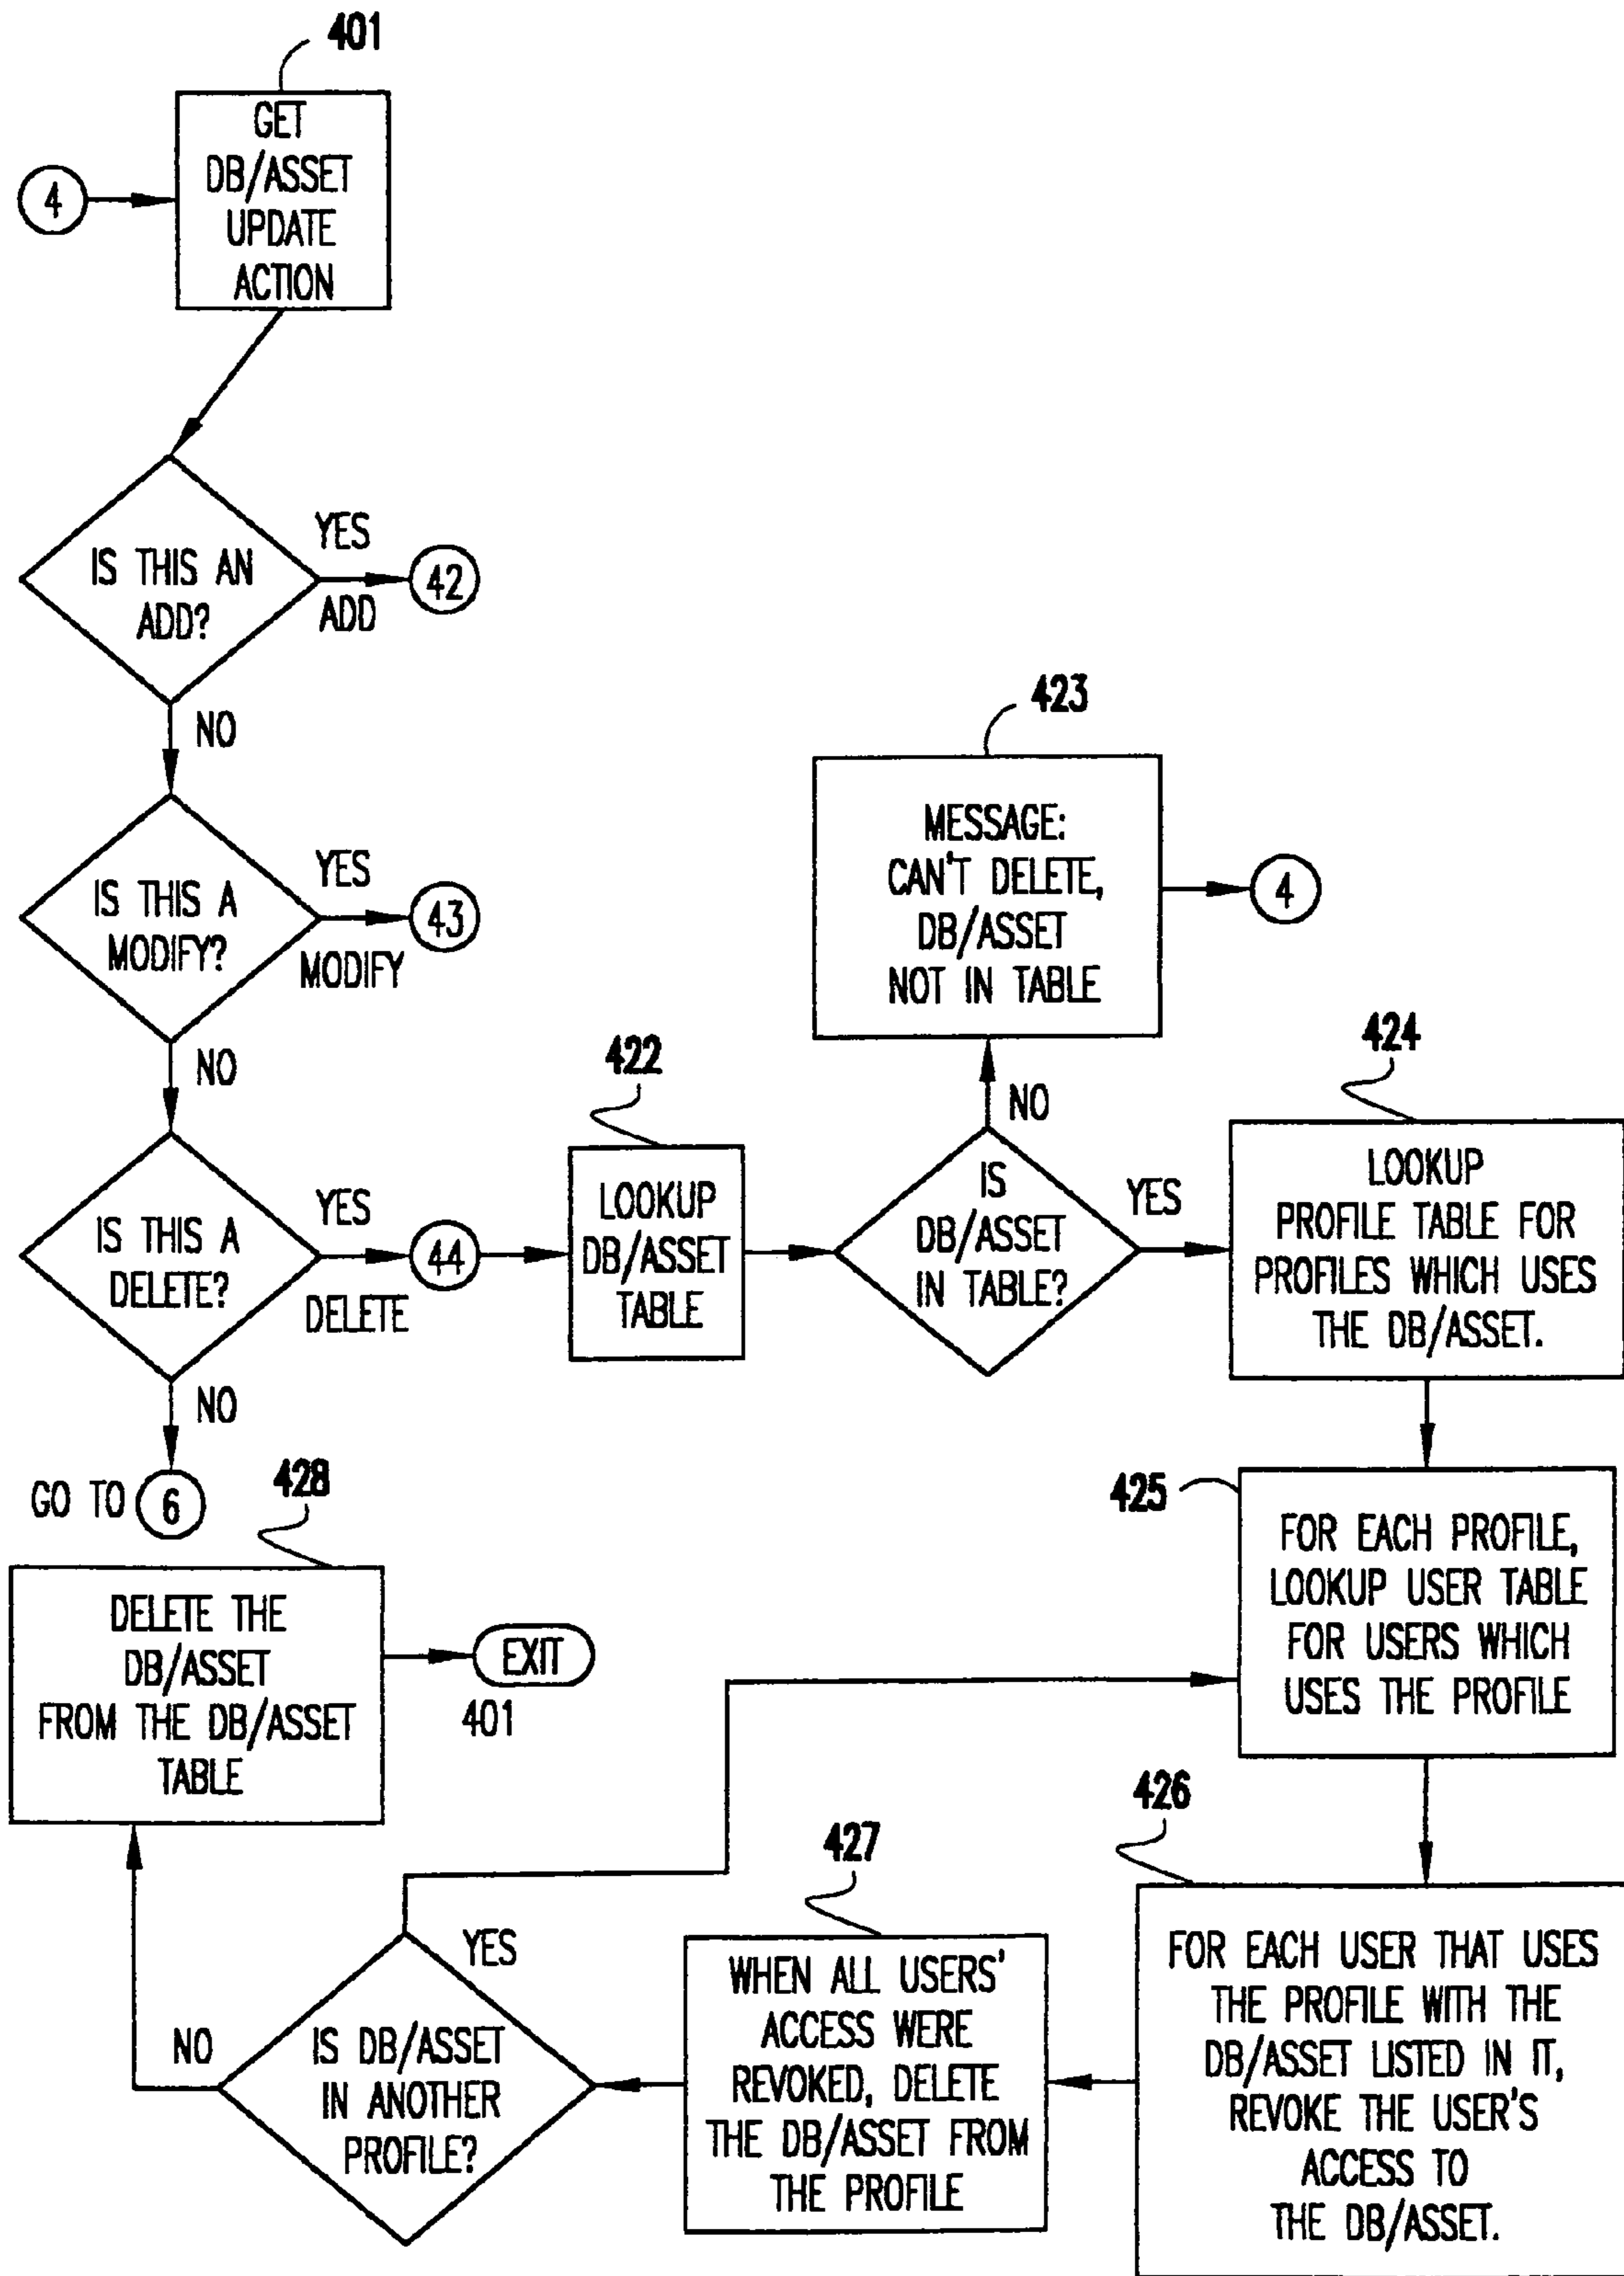 401
GET
DB/ASSET
UPDATE
ACTION
4
IS THIS AN
ADD?
YES
ADD
42
NO
IS THIS A
MODIFY?
YES
MODIFY
43
NO
IS THIS A
DELETE?
YES
DELETE
44
NO
GO TO 6
422
LOOKUP
DB/ASSET
TABLE
IS
DB/ASSET
IN TABLE?
NO
423
MESSAGE:
CAN'T DELETE,
DB/ASSET
NOT IN TABLE
4
YES
424
LOOKUP
PROFILE TABLE FOR
PROFILES WHICH USES
THE DB/ASSET.
425
FOR EACH PROFILE,
LOOKUP USER TABLE
FOR USERS WHICH
USES THE PROFILE
426
FOR EACH USER THAT USES
THE PROFILE WITH THE
DB/ASSET LISTED IN IT,
REVOKE THE USER'S
ACCESS TO
THE DB/ASSET.
427
WHEN ALL USERS'
ACCESS WERE
REVOKED, DELETE
THE DB/ASSET FROM
THE PROFILE
IS DB/ASSET
IN ANOTHER
PROFILE?
YES
NO
428
DELETE THE
DB/ASSET
FROM THE DB/ASSET
TABLE
EXIT
401